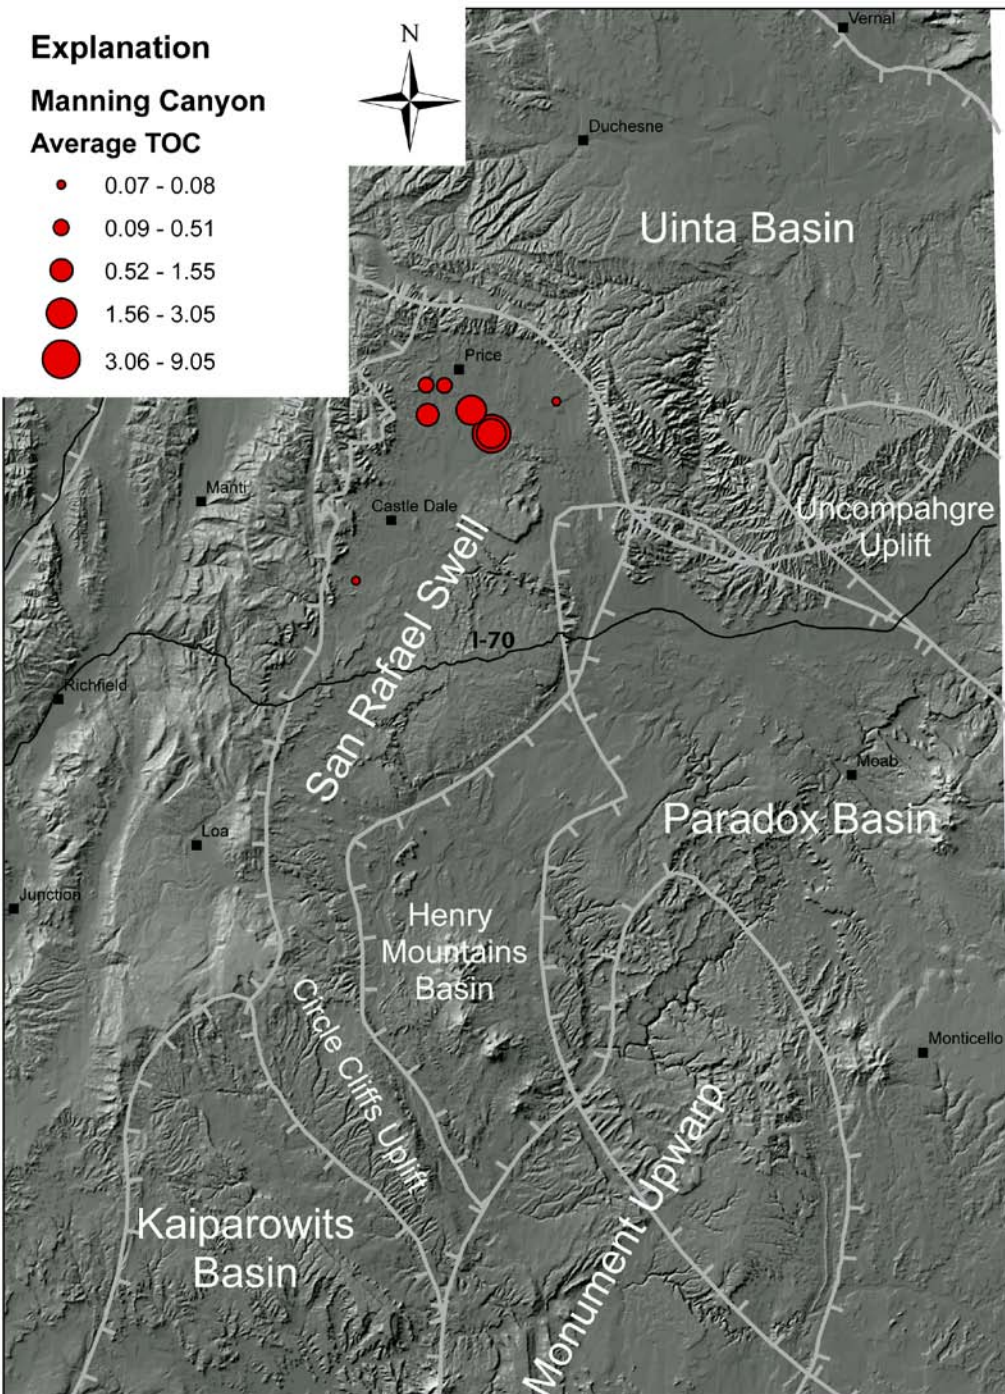 Explanation
Manning Canyon
Average TOC
0.07 - 0.08
0.09 - 0.51
0.52 - 1.55
1.56 - 3.05
3.06 - 9.05
N
Vernal
Duchesne
Uinta Basin
Price
Manti
Castle Dale
Uncompahgre
Uplift
San Rafael Swell
I-70
Richfield
Moab
Paradox Basin
Loa
Junction
Henry
Mountains
Basin
Circle Cliffs Uplift
Monticello
Monument Upwarp
Kaiparowits
Basin